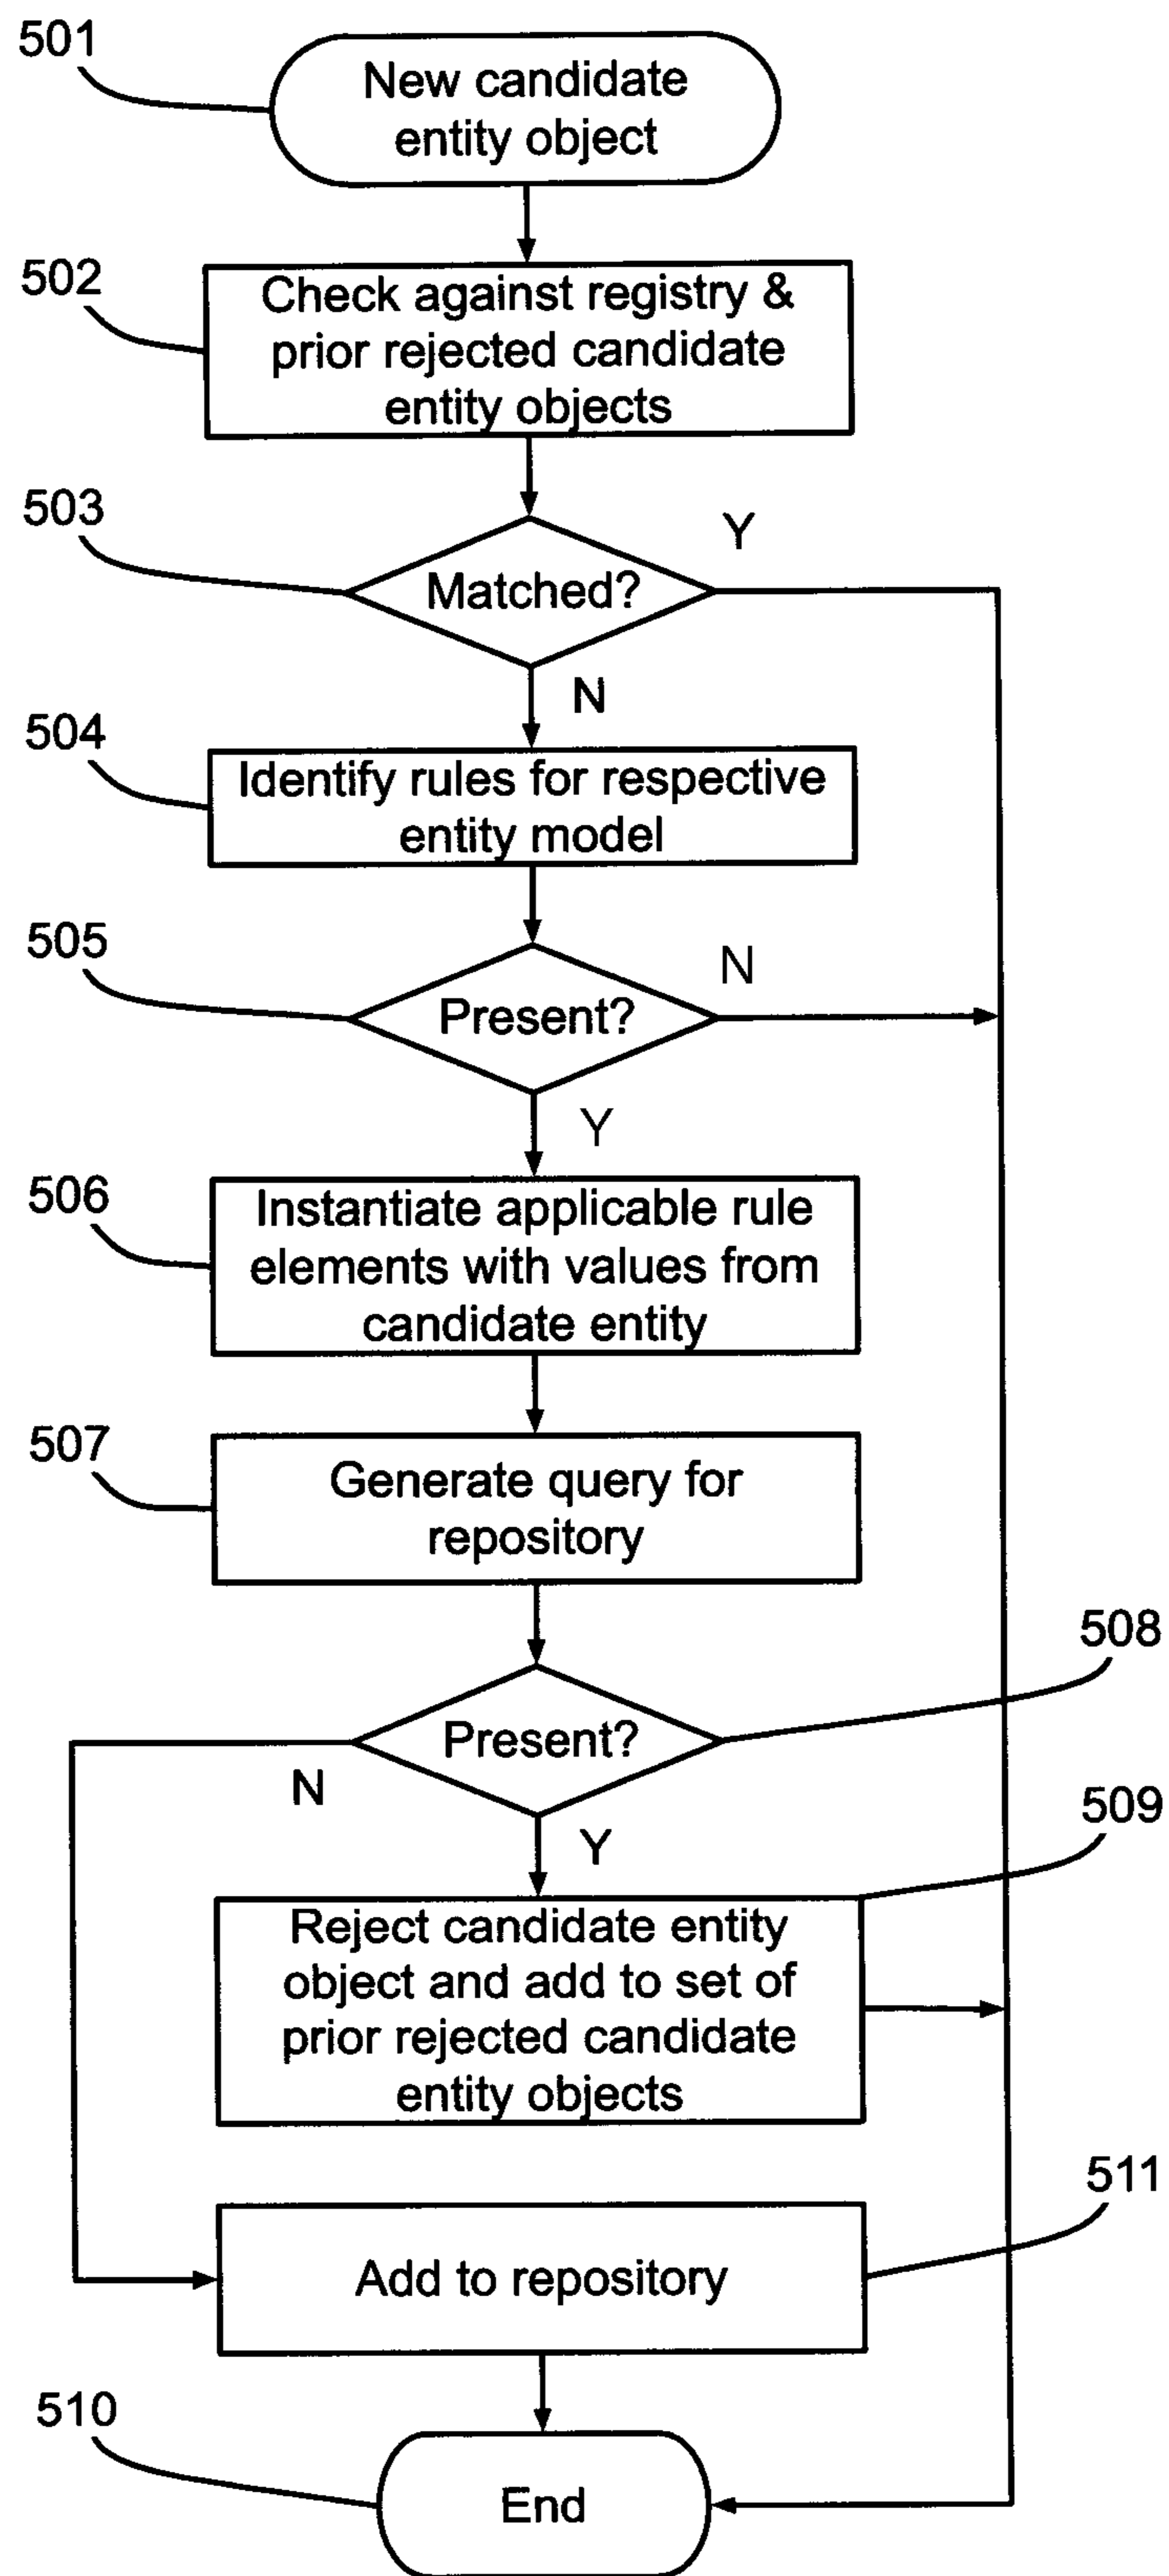 501
New candidate
entity object
502
Check against registry &
prior rejected candidate
entity objects
503
Matched?
Y
N
504
Identify rules for respective
entity model
505
Present?
N
Y
506
Instantiate applicable rule
elements with values from
candidate entity
507
Generate query for
repository
508
Present?
N
Y
509
Reject candidate entity
object and add to set of
prior rejected candidate
entity objects
511
Add to repository
510
End